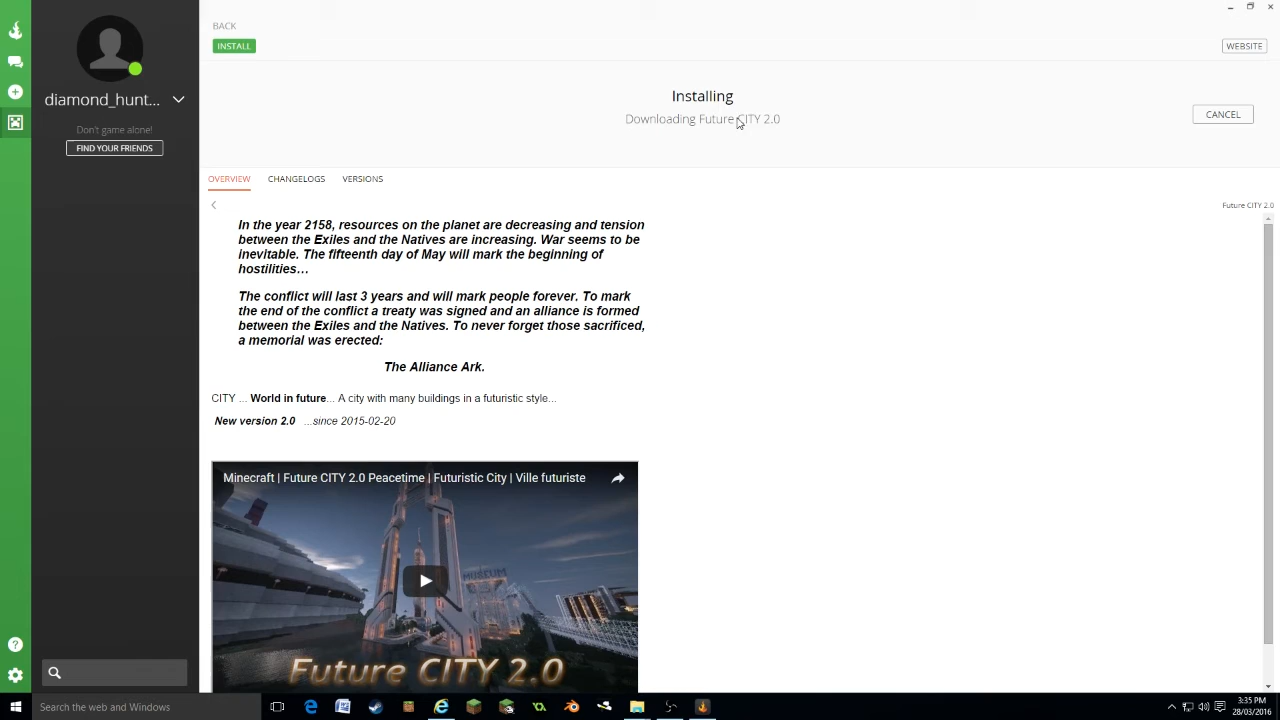 BACK
INSTALL
WEBSITE
diamond_hunt...
Don't game alone!
FIND YOUR FRIENDS
Installing
Downloading Future CITY 2.0
CANCEL
OVERVIEW CHANGELOGS VERSIONS
Future CITY 2.0
In the year 2158, resources on the planet are decreasing and tension
between the Exiles and the Natives are increasing. War seems to be
inevitable. The fifteenth day of May will mark the beginning of
hostilities…
The conflict will last 3 years and will mark people forever. To mark
the end of the conflict a treaty was signed and an alliance is formed
between the Exiles and the Natives. To never forget those sacrificed,
a memorial was erected:
The Alliance Ark.
CITY ... World in future... A city with many buildings in a futuristic style...
New version 2.0 ...since 2015-02-20
Minecraft | Future CITY 2.0 Peacetime | Futuristic City | Ville futuriste
MUSEUM
Future CITY 2.0
Search the web and Windows
3:35 PM
28/03/2016